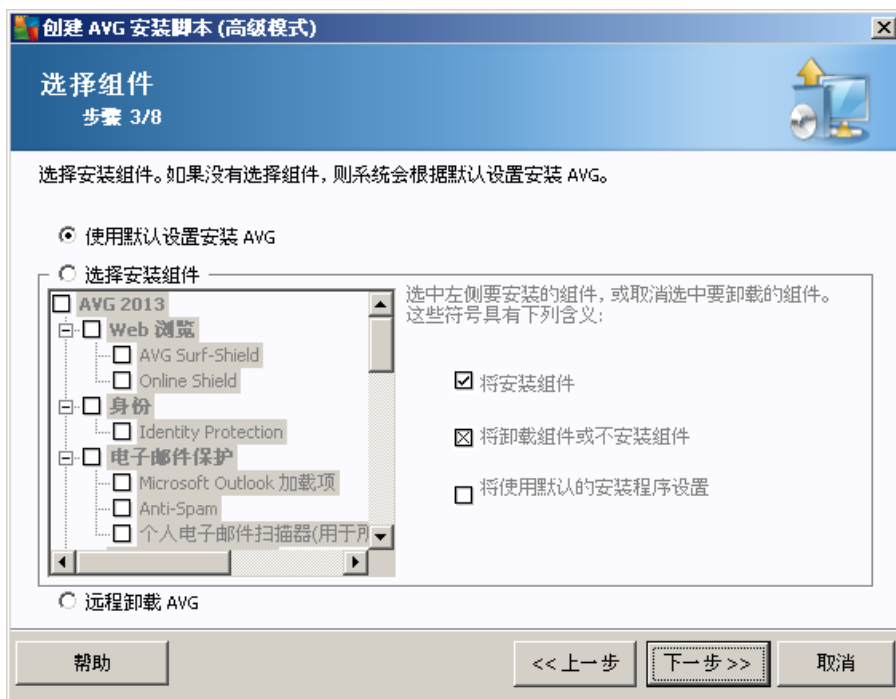 创建 AVG 安装脚本 (高级模式)
选择组件
步骤 3/8
选择安装组件。如果没有选择组件，则系统会根据默认设置安装 AVG。
使用默认设置安装 AVG
选择安装组件
AVG 2013
Web 浏览
AVG Surf-Shield
Online Shield
身份
Identity Protection
电子邮件保护
Microsoft Outlook 加载项
Anti-Spam
个人电子邮件扫描器(用于所
选中左侧要安装的组件，或取消选中要卸载的组件。
这些符号具有下列含义:
将安装组件
将卸载组件或不安装组件
将使用默认的安装程序设置
远程卸载 AVG
帮助
<< 上一步
下一步 >>
取消